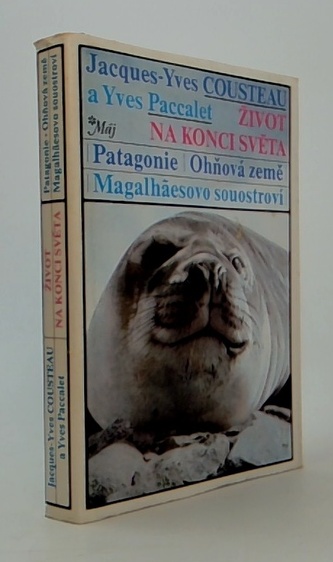 Jacques-Yves COUSTEAU
a Yves Paccalet ŽIVOT
Máj NA KONCI SVĚTA
Patagonie | Ohňová země
Magalhãesovo souostroví
Patagonie - Ohňová země
Magalhãesovo souostroví
ŽIVOT
NA KONCI SVĚTA
Jacques-Yves COUSTEAU
a Yves Paccalet